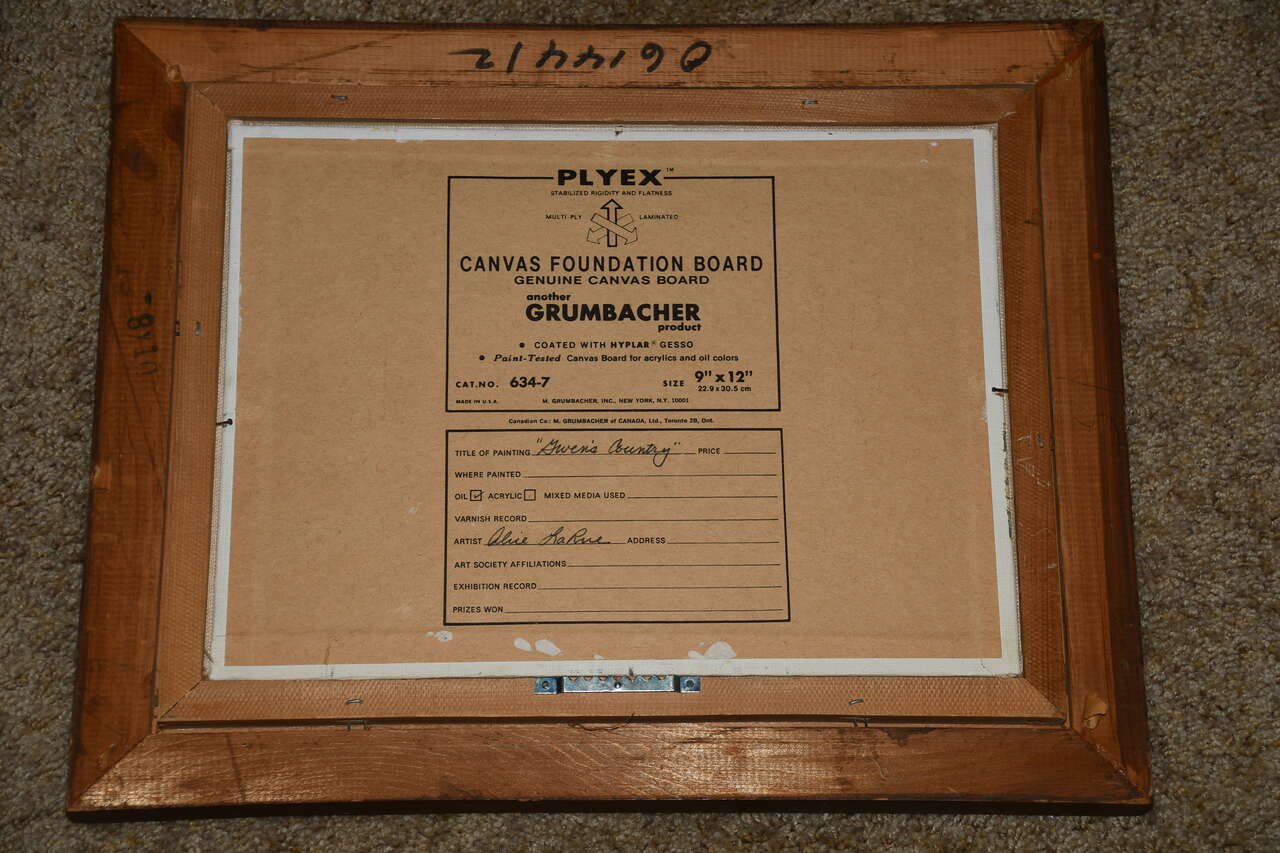 PLYEX™
STABILIZED RIGIDITY AND FLATNESS
MULTI-PLY LAMINATED
CANVAS FOUNDATION BOARD
GENUINE CANVAS BOARD
another
GRUMBACHER
product
• COATED WITH HYPLAR® GESSO
• Paint-Tested Canvas Board for acrylics and oil colors
CAT.NO. 634-7 SIZE 9" x 12"
22.9 x 30.5 cm
MADE IN U.S.A. M. GRUMBACHER, INC., NEW YORK, N.Y. 10001
Canadian Co.: M. GRUMBACHER of CANADA, Ltd., Toronto 2B, Ont.
TITLE OF PAINTING "Gwen's Country" PRICE
WHERE PAINTED
OIL ACRYLIC MIXED MEDIA USED
VARNISH RECORD
ARTIST Alice LaRue ADDRESS
ART SOCIETY AFFILIATIONS
EXHIBITION RECORD
PRIZES WON